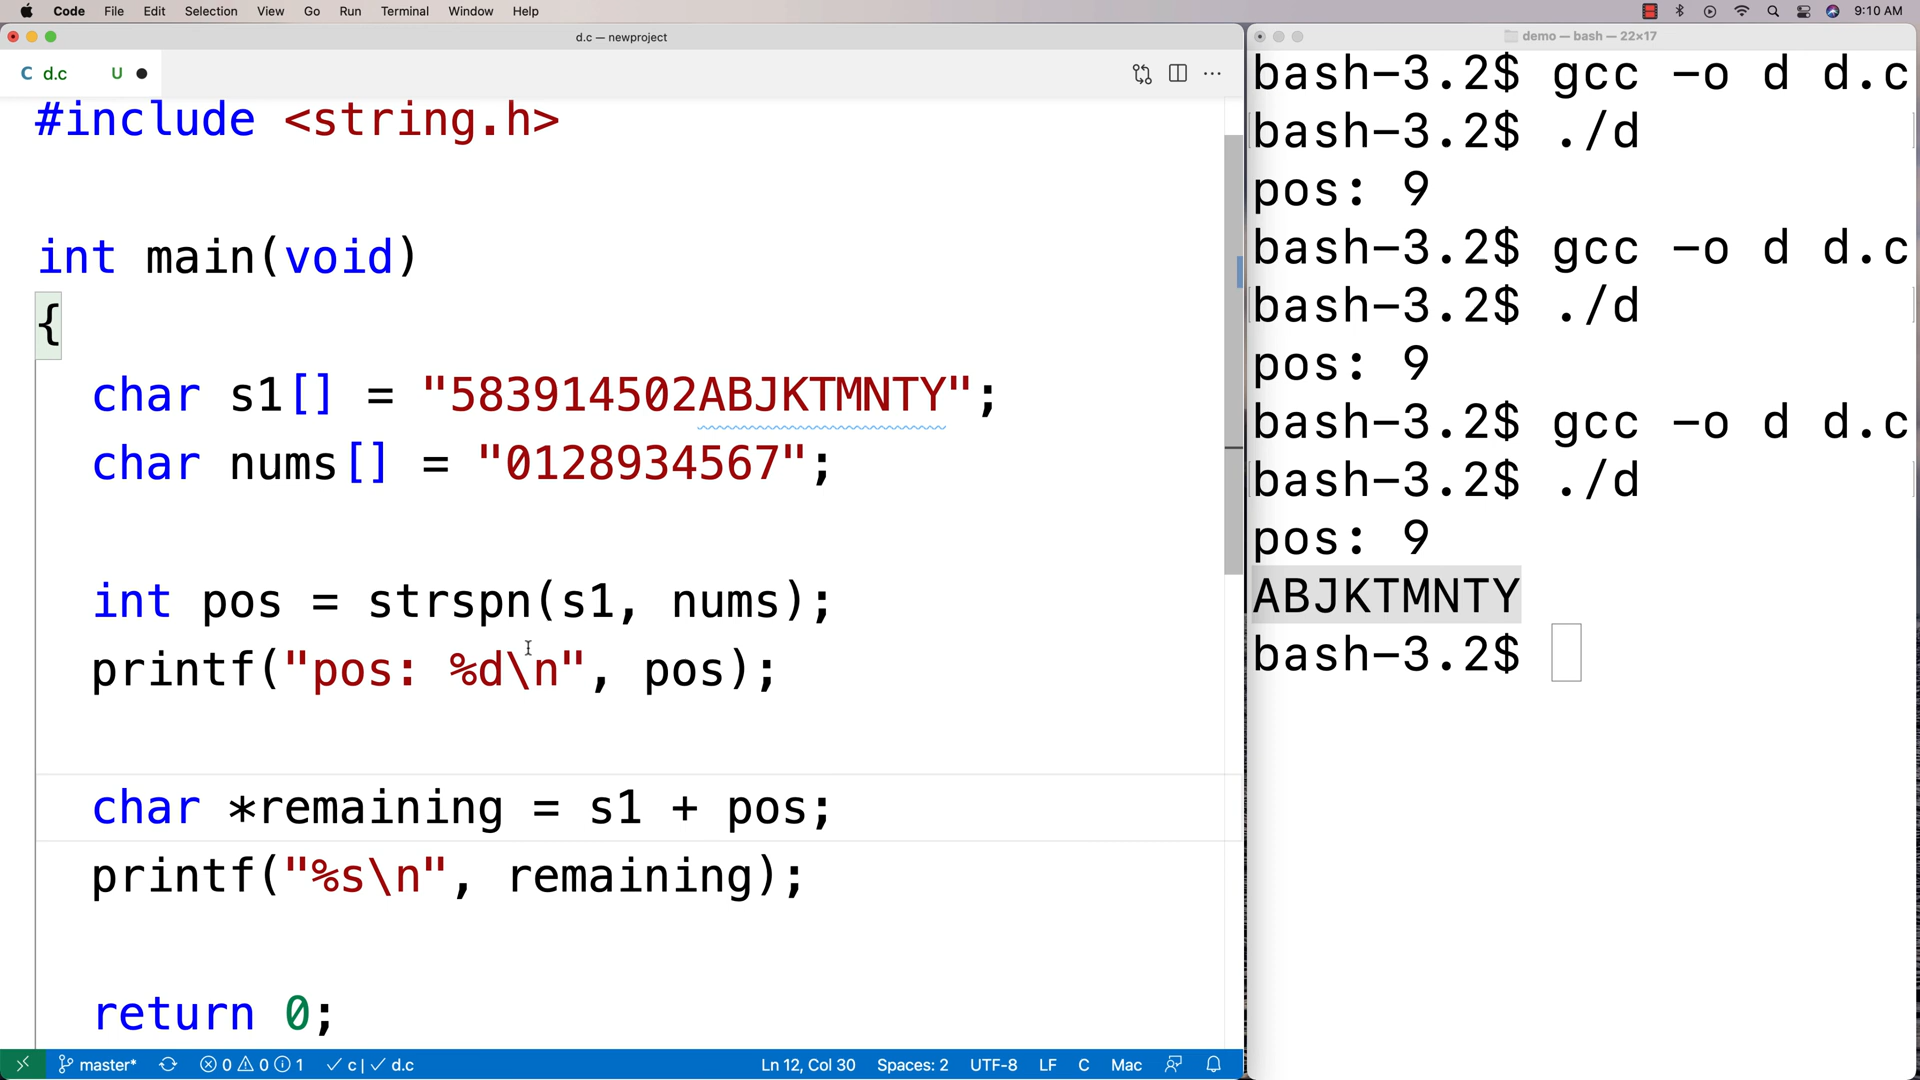 Code File Edit Selection View Go Run Terminal Window Help 9:10 AM
d.c — newproject
C d.c U
#include <string.h>
int main(void)
{
char s1[] = "583914502ABJKTMNTY";
char nums[] = "0128934567";
int pos = strspn(s1, nums);
printf("pos: %d\n", pos);
char *remaining = s1 + pos;
printf("%s\n", remaining);
return 0;
master* 0 0 1 c | d.c Ln 12, Col 30 Spaces: 2 UTF-8 LF C Mac
demo — bash — 22×17
bash-3.2$ gcc -o d d.c
bash-3.2$ ./d
pos: 9
bash-3.2$ gcc -o d d.c
bash-3.2$ ./d
pos: 9
bash-3.2$ gcc -o d d.c
bash-3.2$ ./d
pos: 9
ABJKTMNTY
bash-3.2$